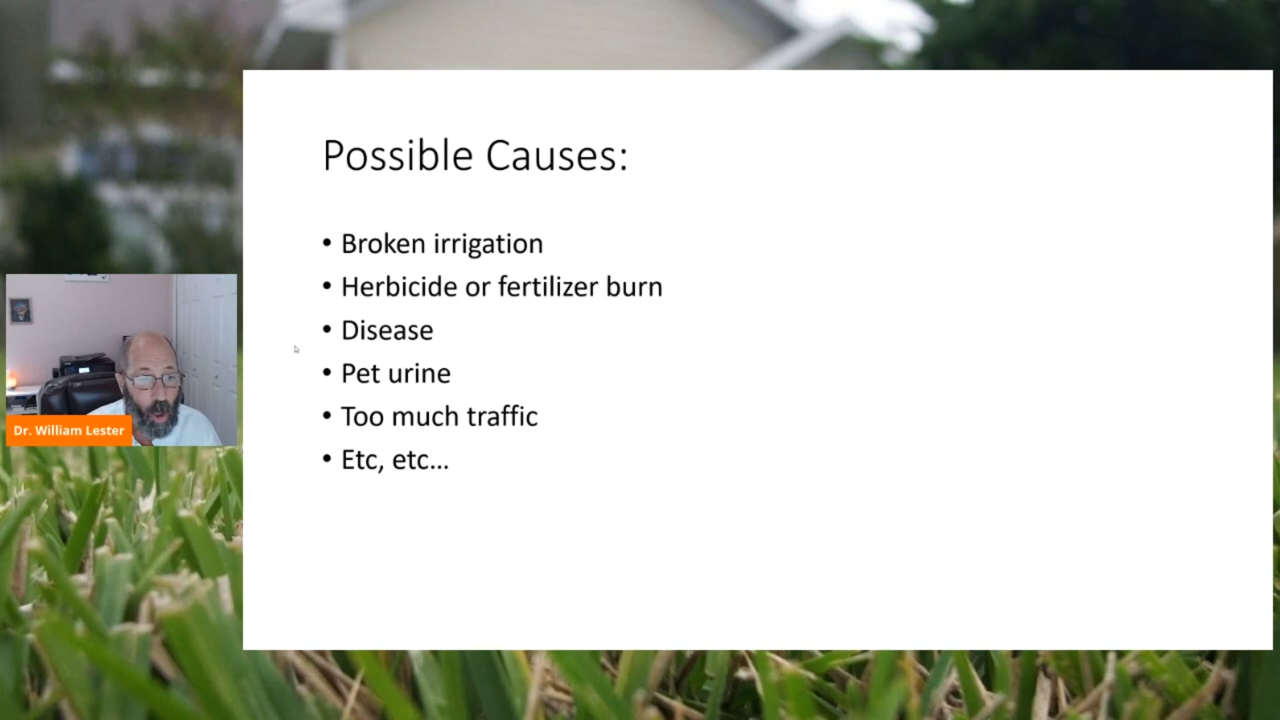 Possible Causes:
• Broken irrigation
• Herbicide or fertilizer burn
• Disease
• Pet urine
• Too much traffic
• Etc, etc...
Dr. William Lester